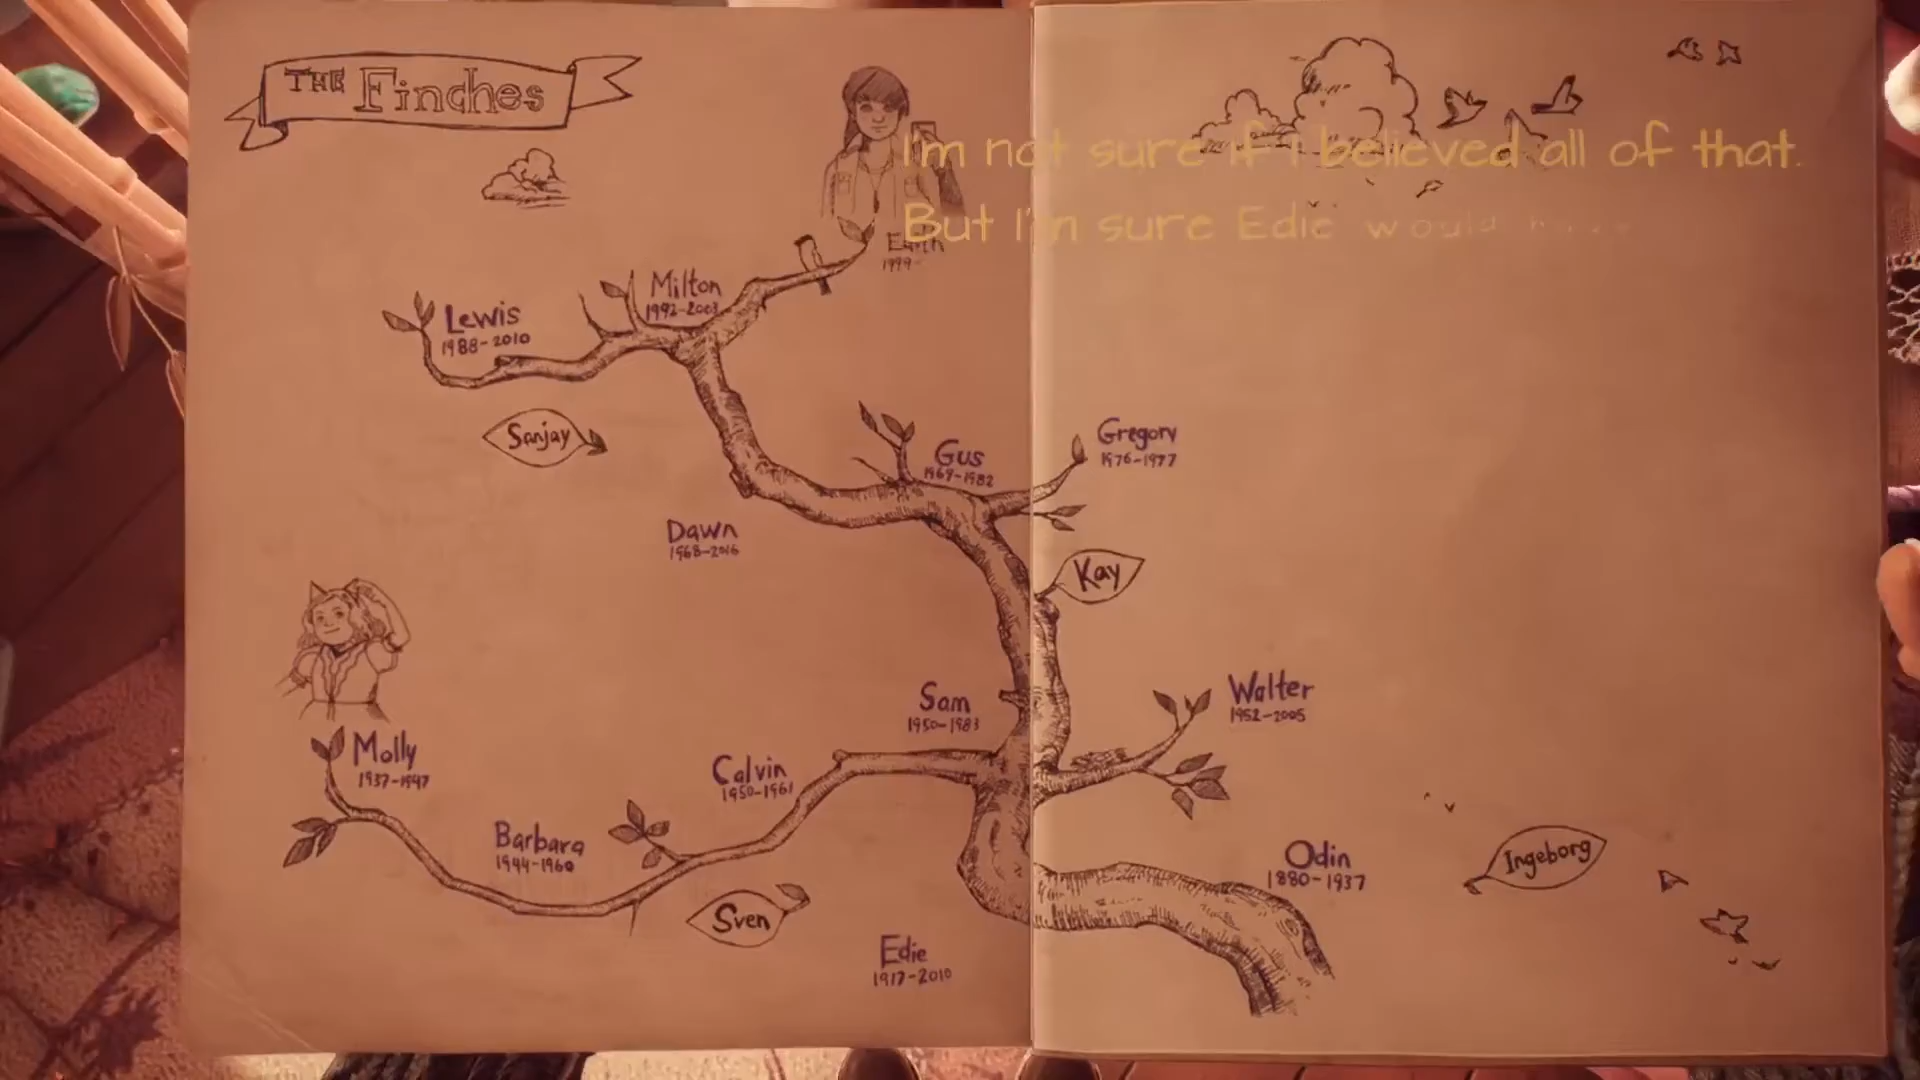 THE Finches
I'm not sure if I believed all of that.
But I'm sure Edie would have
Edith
1999-
Milton
1992-2003
Lewis
1988-2010
Sanjay
Gus
1969-1982
Gregory
1976-1977
Dawn
1968-2016
Kay
Sam
1950-1983
Walter
1952-2005
Molly
1937-1947
Calvin
1950-1961
Barbara
1944-1960
Sven
Odin
1880-1937
Ingeborg
Edie
1917-2010